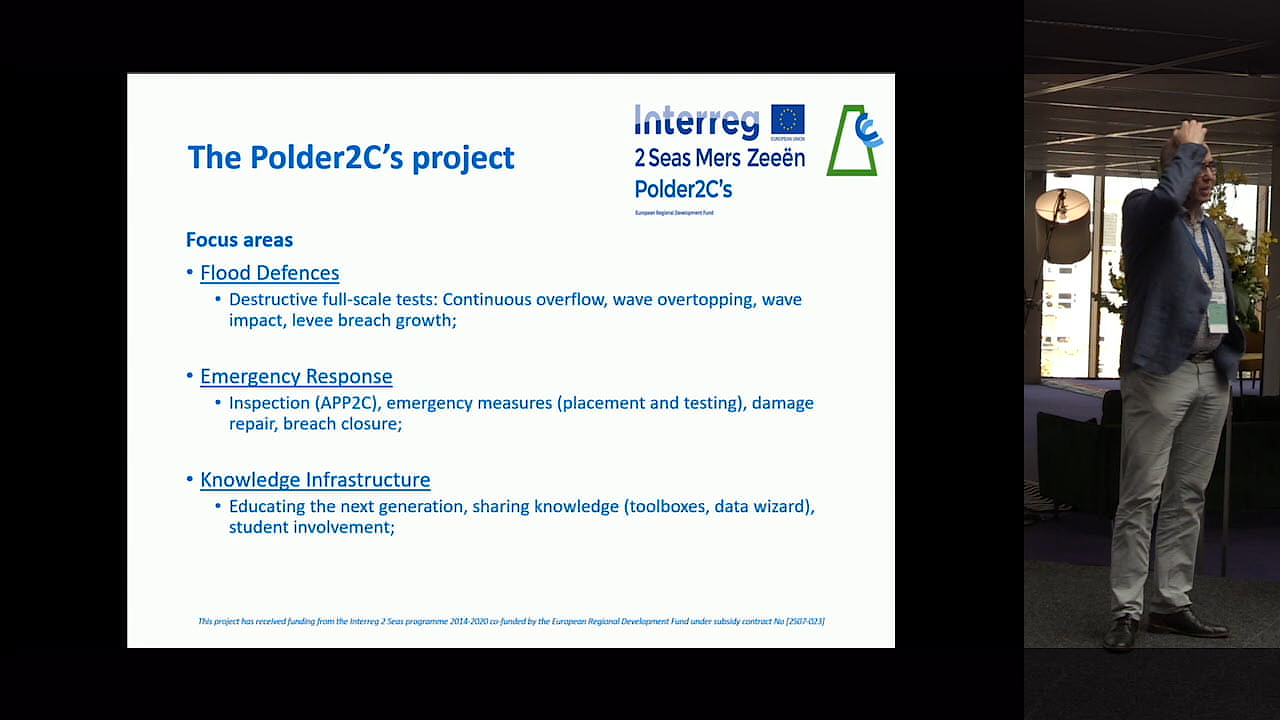 The Polder2C's project
Interreg
EUROPEAN UNION
2 Seas Mers Zeeën
Polder2C's
European Regional Development Fund
Focus areas
• Flood Defences
• Destructive full-scale tests: Continuous overflow, wave overtopping, wave
impact, levee breach growth;
• Emergency Response
• Inspection (APP2C), emergency measures (placement and testing), damage
repair, breach closure;
• Knowledge Infrastructure
• Educating the next generation, sharing knowledge (toolboxes, data wizard),
student involvement;
This project has received funding from the Interreg 2 Seas programme 2014-2020 co-funded by the European Regional Development Fund under subsidy contract No [2S07-023]